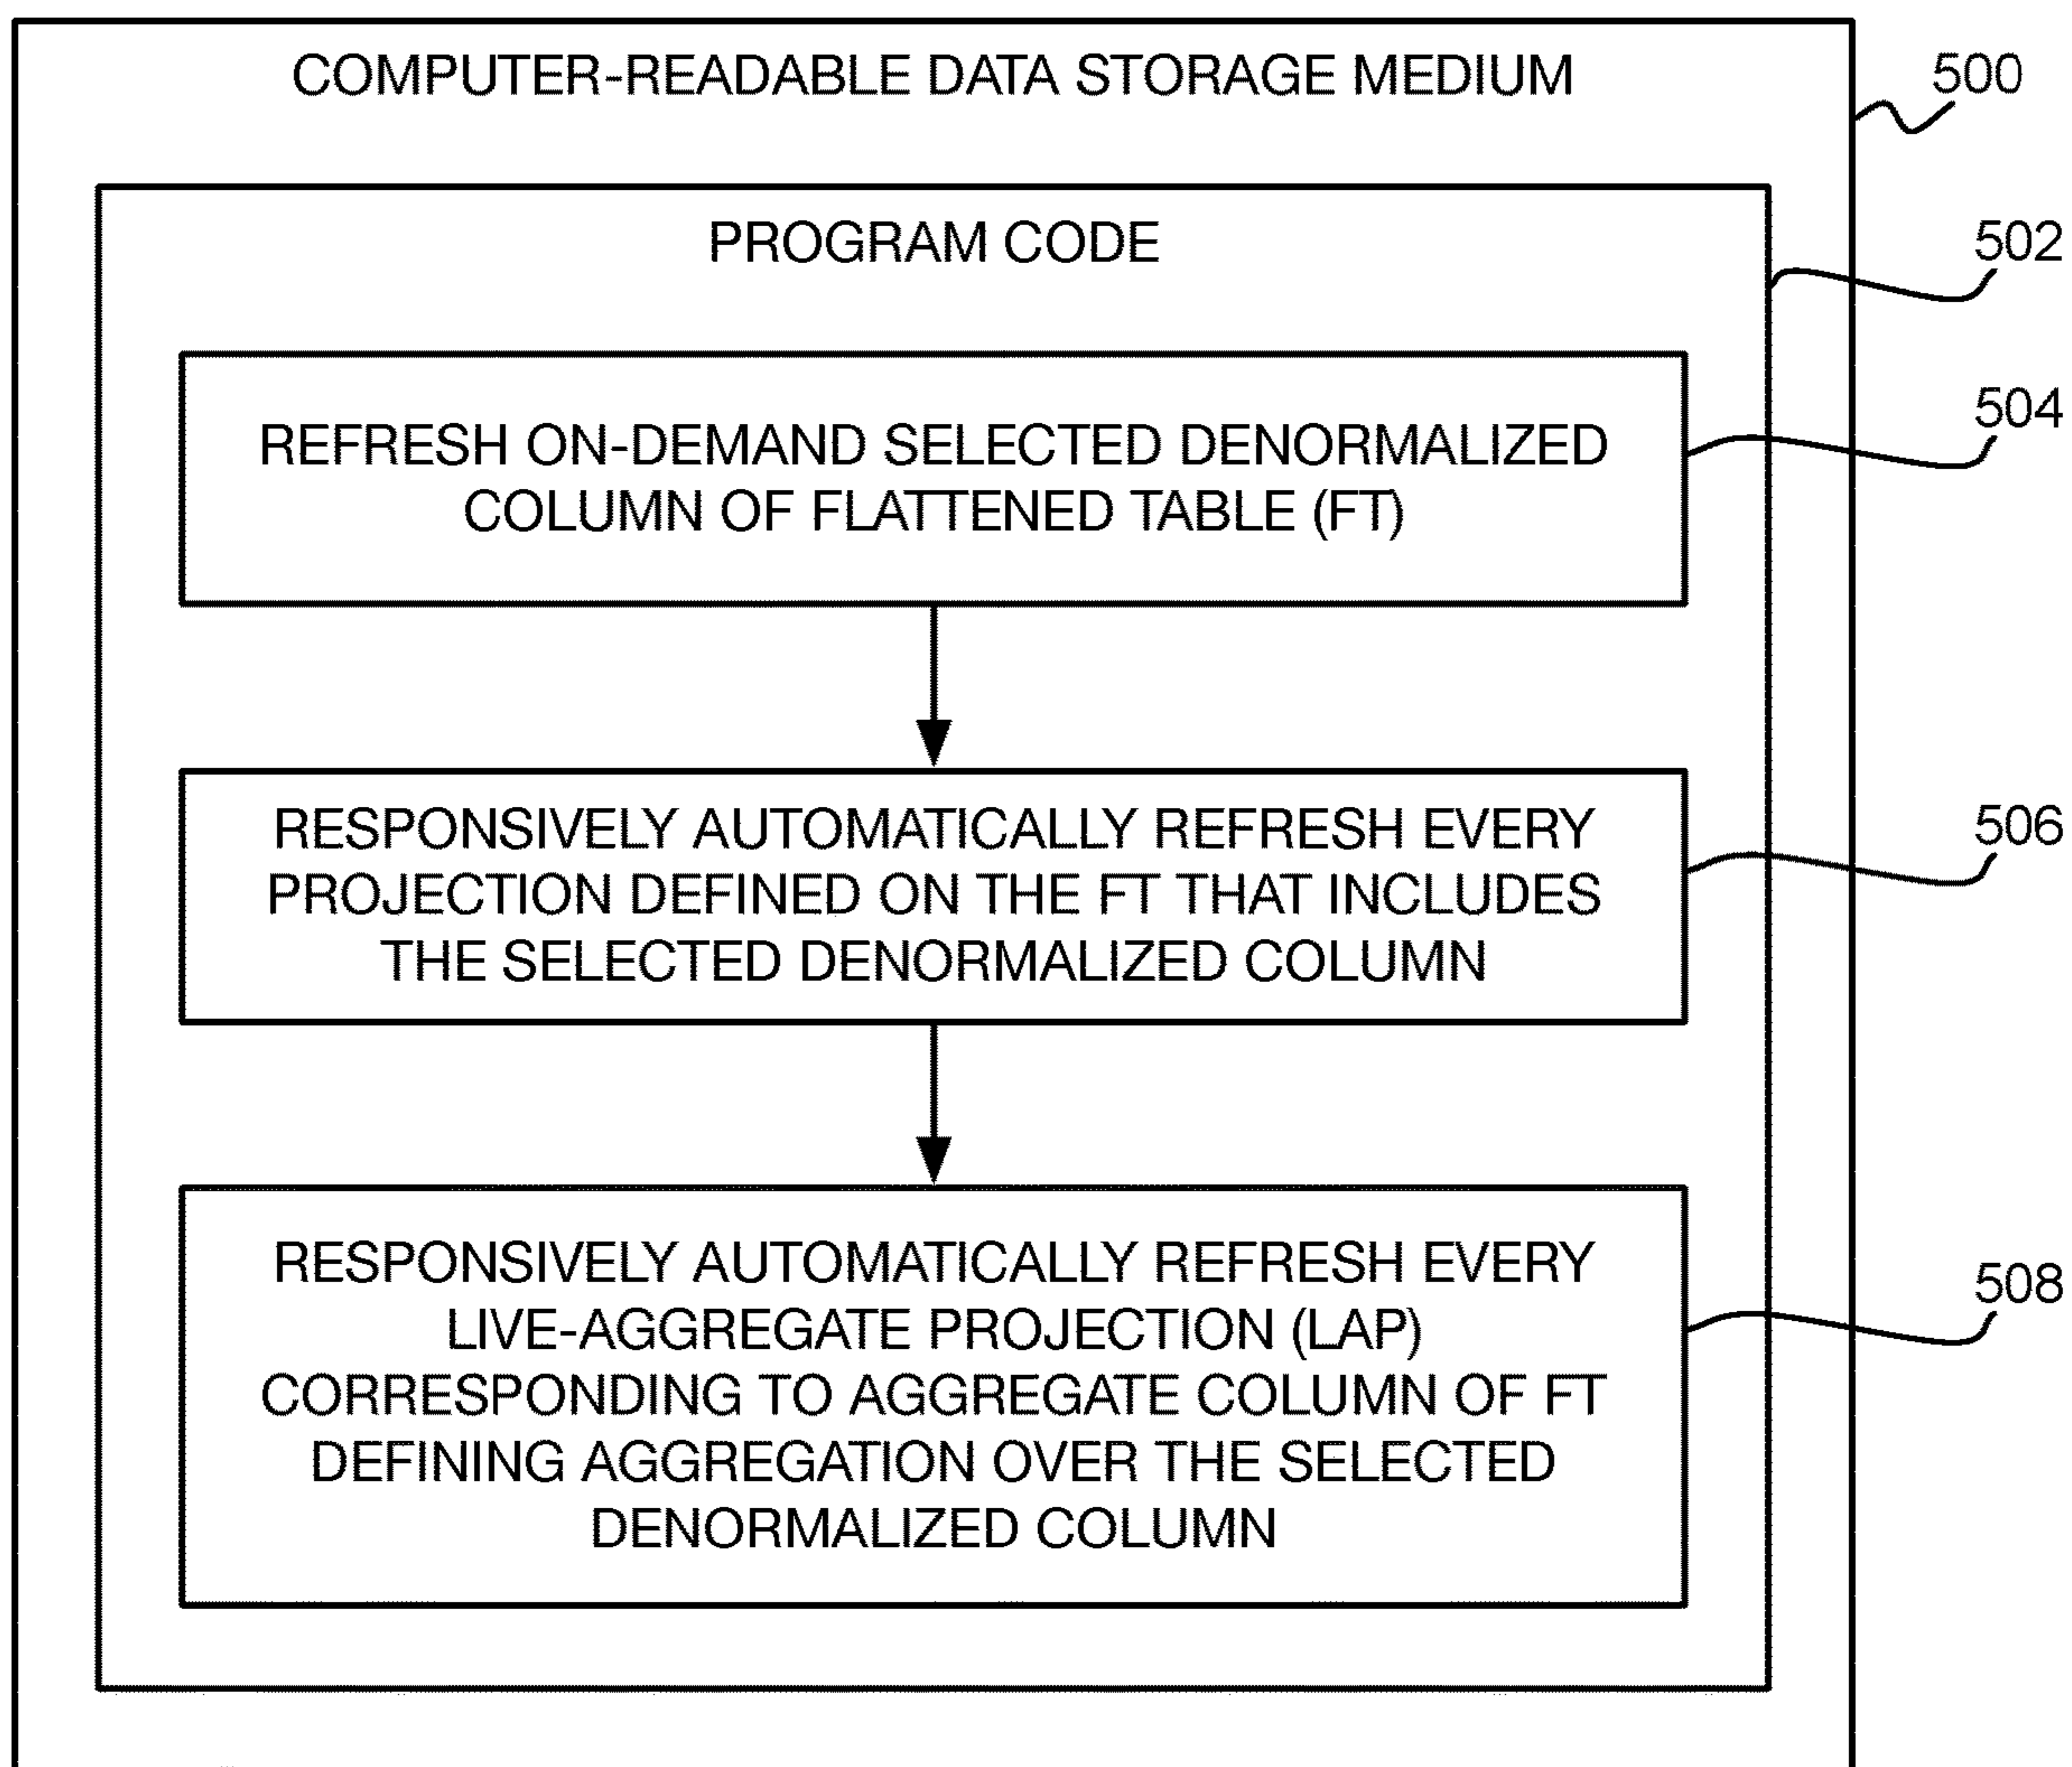 COMPUTER-READABLE DATA STORAGE MEDIUM
500
PROGRAM CODE
502
REFRESH ON-DEMAND SELECTED DENORMALIZED
COLUMN OF FLATTENED TABLE (FT)
504
RESPONSIVELY AUTOMATICALLY REFRESH EVERY
PROJECTION DEFINED ON THE FT THAT INCLUDES
THE SELECTED DENORMALIZED COLUMN
506
RESPONSIVELY AUTOMATICALLY REFRESH EVERY
LIVE-AGGREGATE PROJECTION (LAP)
CORRESPONDING TO AGGREGATE COLUMN OF FT
DEFINING AGGREGATION OVER THE SELECTED
DENORMALIZED COLUMN
508